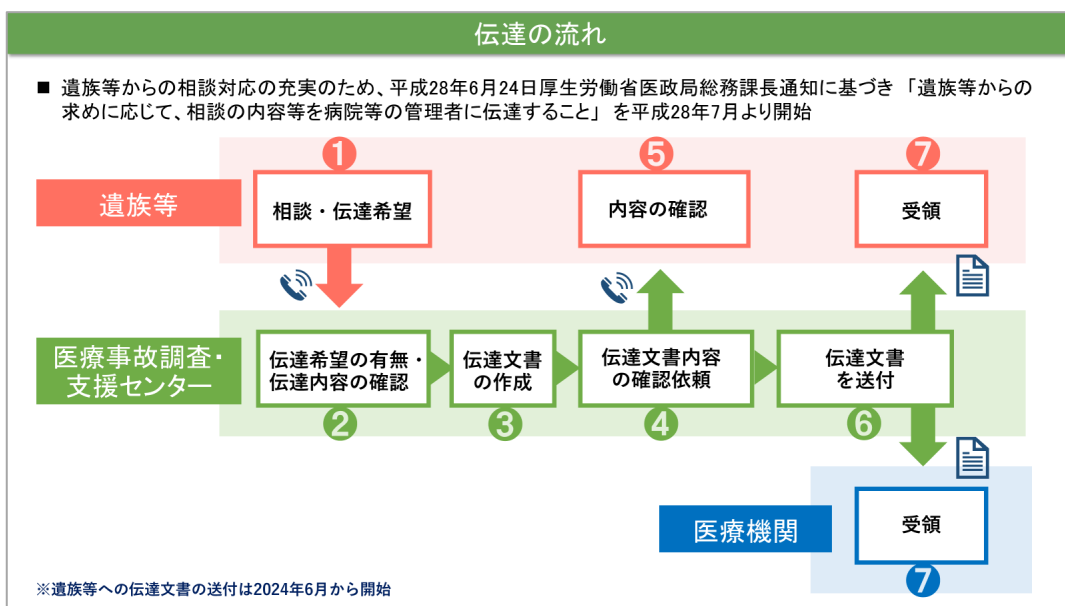 伝達の流れ
■ 遺族等からの相談対応の充実のため、平成28年6月24日厚生労働省医政局総務課長通知に基づき 「遺族等からの
求めに応じて、相談の内容等を病院等の管理者に伝達すること」 を平成28年7月より開始
1
5
7
遺族等
相談・伝達希望
内容の確認
受領
医療事故調査・
支援センター
伝達希望の有無・
伝達内容の確認
伝達文書
の作成
伝達文書内容
の確認依頼
伝達文書
を送付
2
3
4
6
医療機関
受領
7
※遺族等への伝達文書の送付は2024年6月から開始